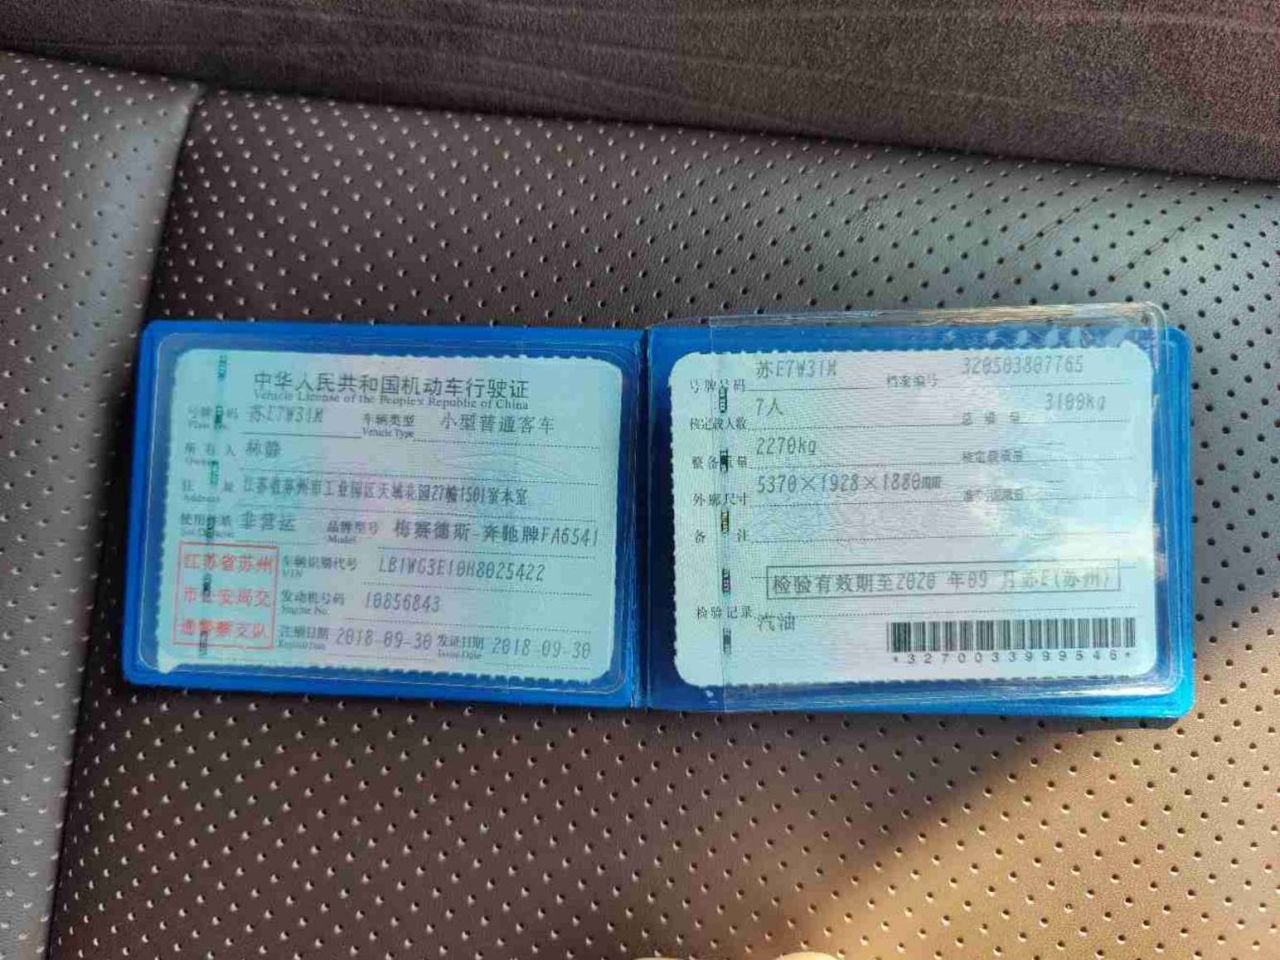 中华人民共和国机动车行驶证
Vehicle License of the People's Republic of China
号牌号码 苏E7W31M 车辆类型 小型普通客车
Plate No. Vehicle Type
所有人 林静
Owner
住址 江苏省苏州市工业园区天域花园27幢1501室本室
Address
使用性质 非营运 品牌型号 梅赛德斯-奔驰牌FA6541
Use Character Model
江苏省苏州
市公安局交
通警察支队
车辆识别代号 LB1WG3E10H8025422
VIN
发动机号码 10856843
Engine No.
注册日期 2018-09-30 发证日期 2018-09-30
Register Date Issue Date
号牌号码 苏E7W31M 档案编号 320503807765
核定载人数 7人 总质量 3100kg
整备质量 2270kg 核定载质量
外廓尺寸 5370×1928×1880mm 准牵引总质量
备注
检验有效期至2020年09月苏E(苏州)
检验记录
汽油
*3270033999546*